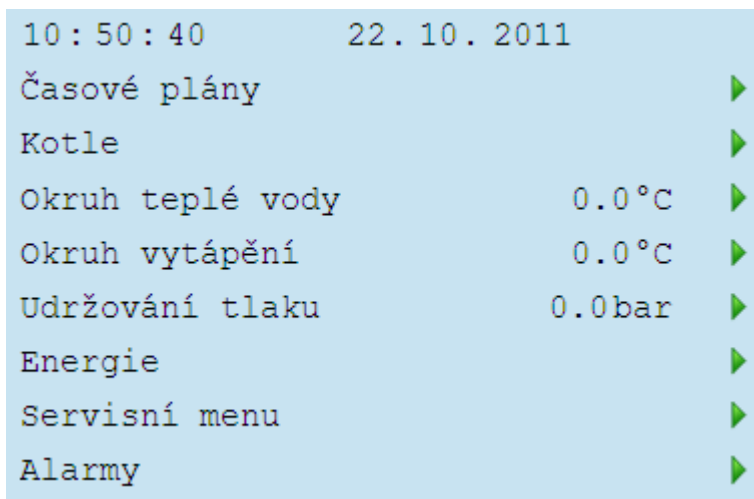 10:50:40 22.10.2011
Časové plány
Kotle
Okruh teplé vody 0.0°C
Okruh vytápění 0.0°C
Udržování tlaku 0.0bar
Energie
Servisní menu
Alarmy